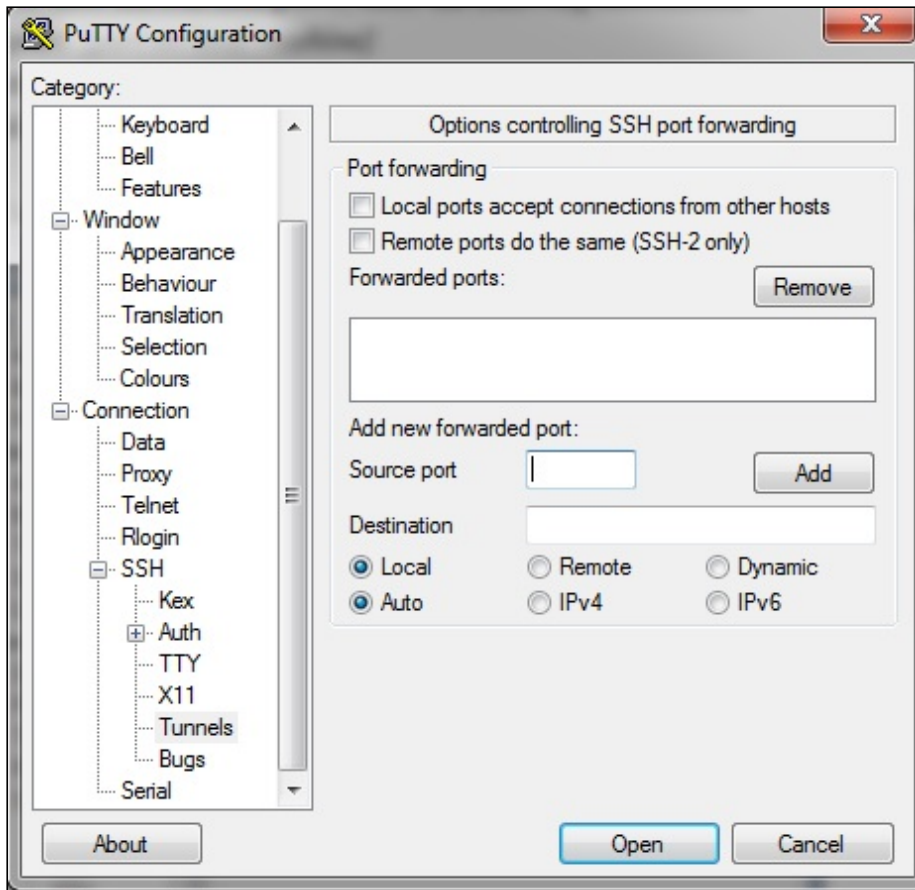 PuTTY Configuration
Category:
Keyboard
Bell
Features
Window
Appearance
Behaviour
Translation
Selection
Colours
Connection
Data
Proxy
Telnet
Rlogin
SSH
Kex
Auth
TTY
X11
Tunnels
Bugs
Serial
Options controlling SSH port forwarding
Port forwarding
Local ports accept connections from other hosts
Remote ports do the same (SSH-2 only)
Forwarded ports:
Remove
Add new forwarded port:
Source port
Add
Destination
Local Remote Dynamic
Auto IPv4 IPv6
About Open Cancel